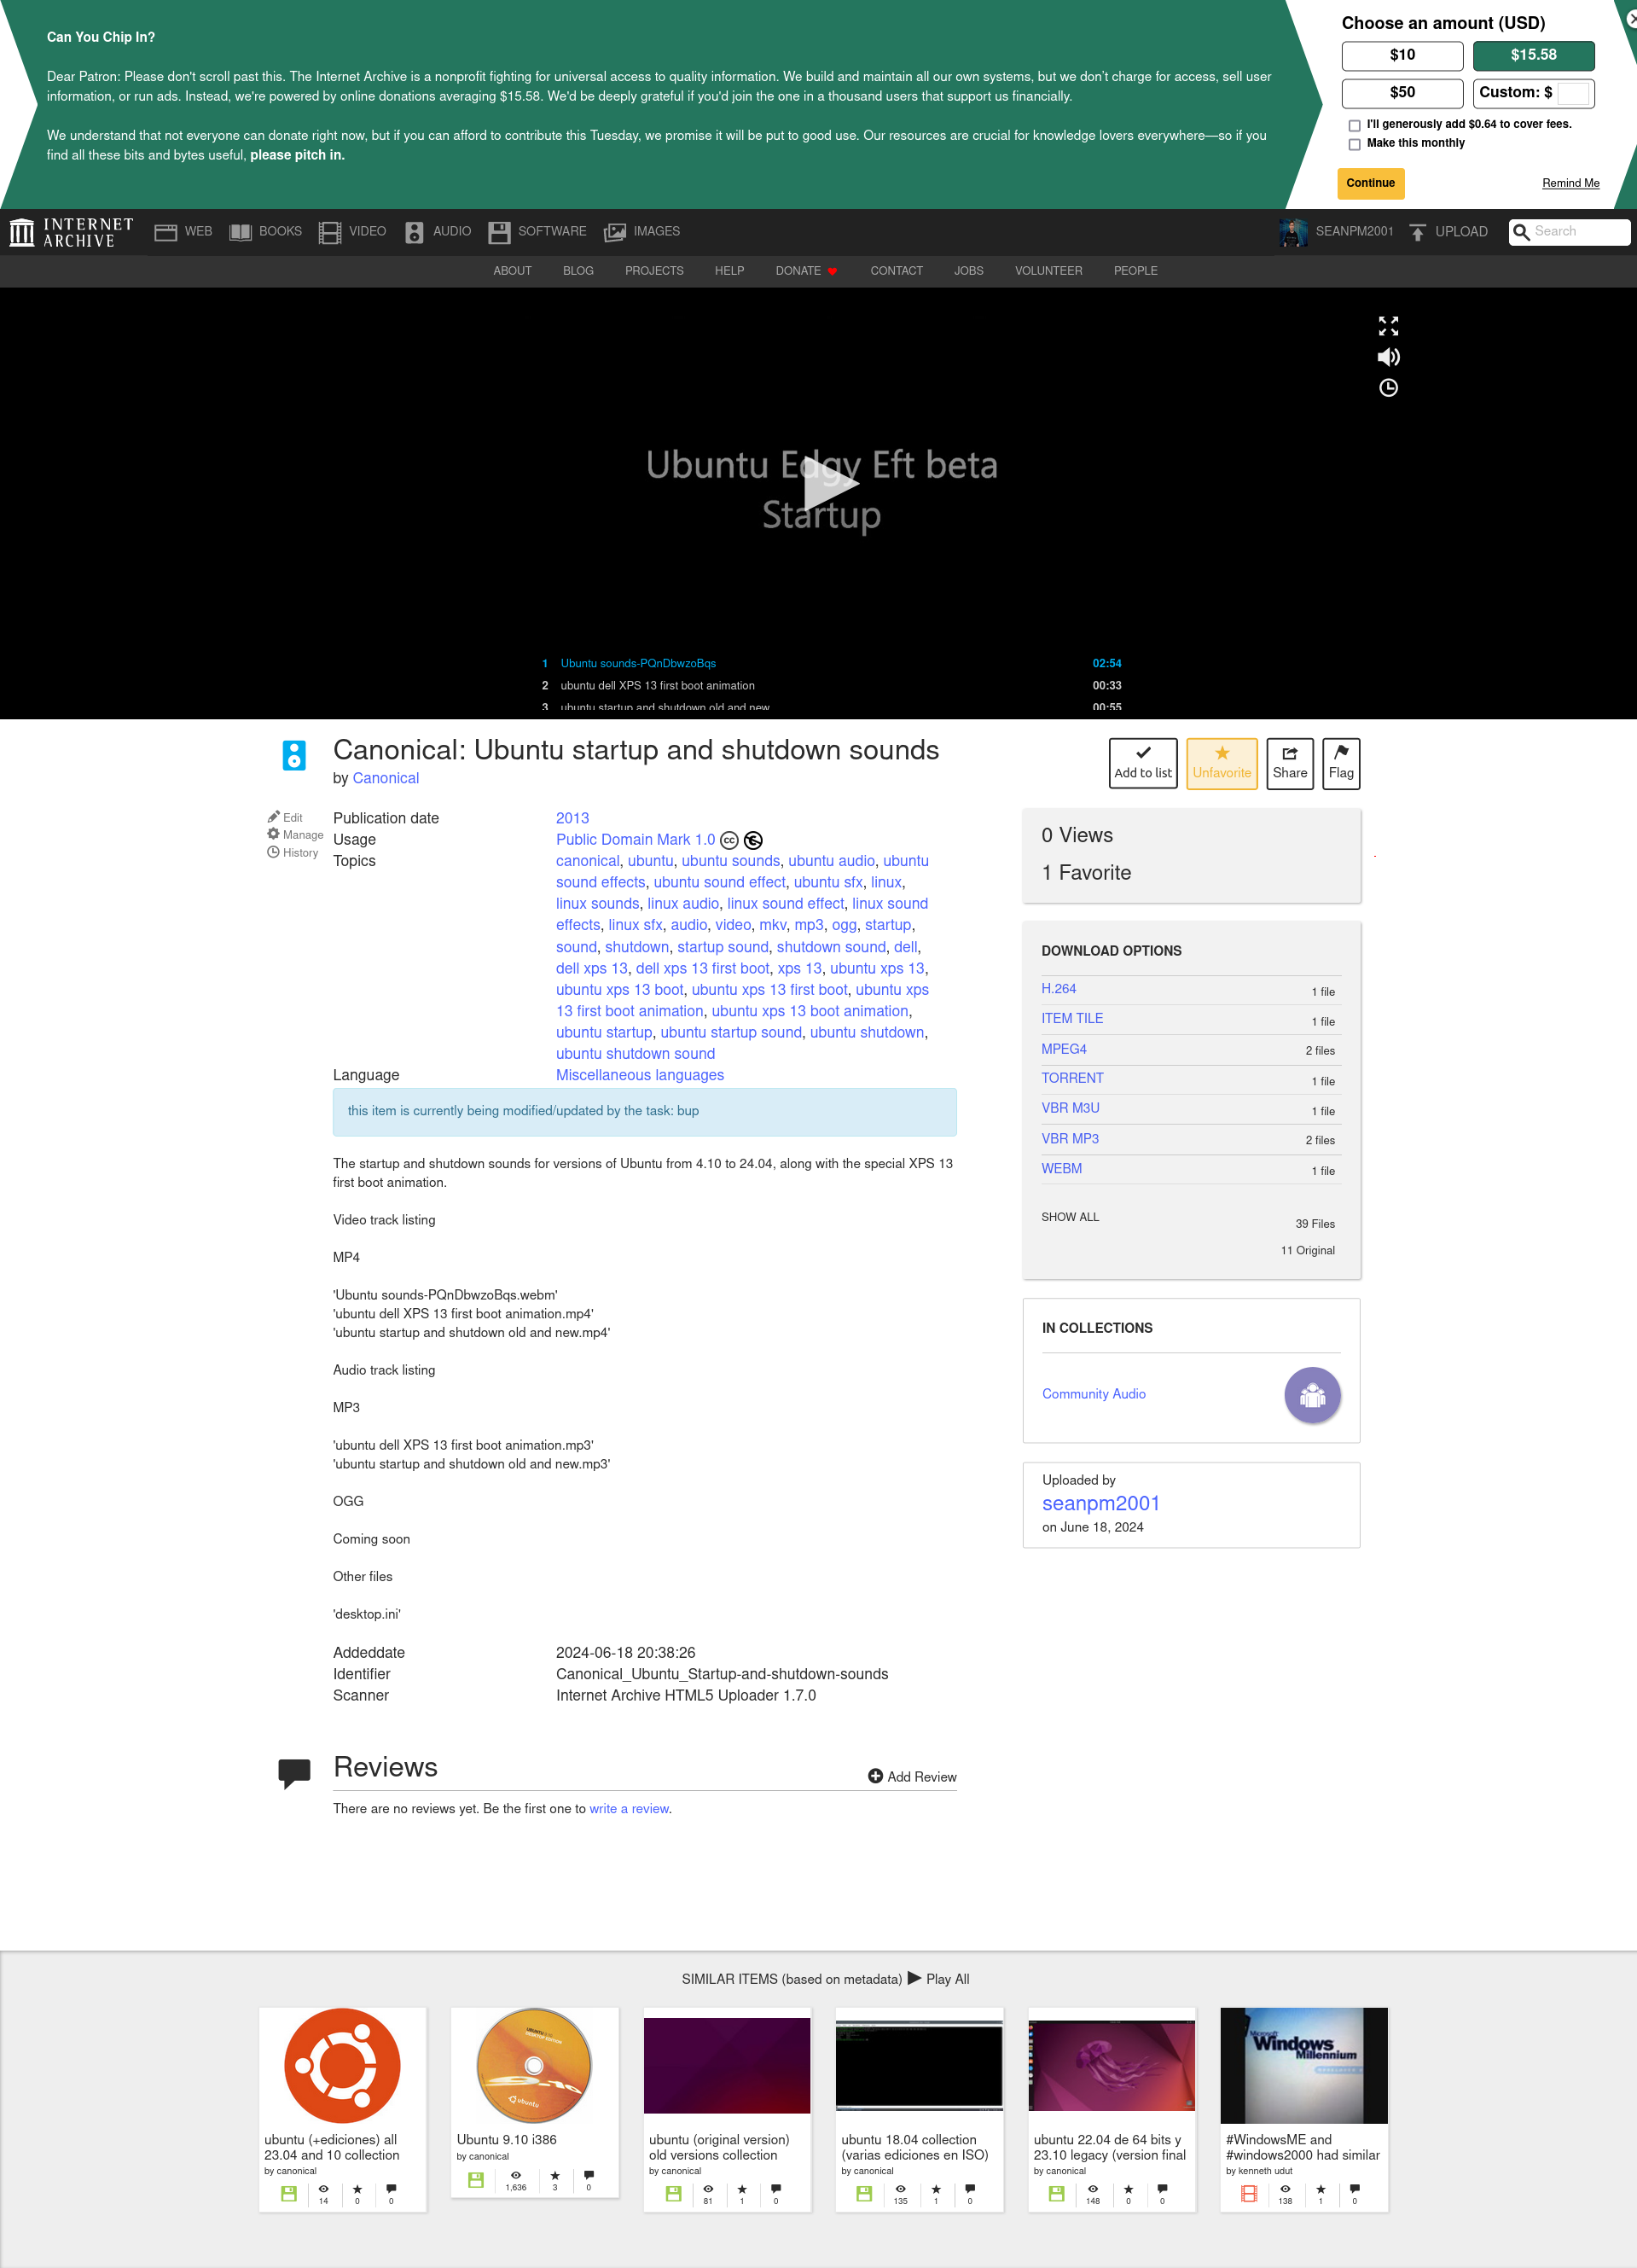 Can You Chip In?
Dear Patron: Please don't scroll past this. The Internet Archive is a nonprofit fighting for universal access to quality information. We build and maintain all our own systems, but we don't charge for access, sell user
information, or run ads. Instead, we're powered by online donations averaging $15.58. We'd be deeply grateful if you'd join the one in a thousand users that support us financially.
We understand that not everyone can donate right now, but if you can afford to contribute this Tuesday, we promise it will be put to good use. Our resources are crucial for knowledge lovers everywhere—so if you
find all these bits and bytes useful, please pitch in.
Choose an amount (USD)
$10 $15.58
$50 Custom: $
I'll generously add $0.64 to cover fees.
Make this monthly
Continue Remind Me
INTERNET ARCHIVE WEB BOOKS VIDEO AUDIO SOFTWARE IMAGES SEANPM2001 UPLOAD Search
ABOUT BLOG PROJECTS HELP DONATE CONTACT JOBS VOLUNTEER PEOPLE
Ubuntu Edgy Eft beta
Startup
1 Ubuntu sounds-PQnDbwzoBqs 02:54
2 ubuntu dell XPS 13 first boot animation 00:33
3 ubuntu startup and shutdown old and new 00:55
Canonical: Ubuntu startup and shutdown sounds
by Canonical
Add to list Unfavorite Share Flag
Edit
Manage
History
Publication date 2013
Usage Public Domain Mark 1.0
Topics canonical, ubuntu, ubuntu sounds, ubuntu audio, ubuntu
sound effects, ubuntu sound effect, ubuntu sfx, linux,
linux sounds, linux audio, linux sound effect, linux sound
effects, linux sfx, audio, video, mkv, mp3, ogg, startup,
sound, shutdown, startup sound, shutdown sound, dell,
dell xps 13, dell xps 13 first boot, xps 13, ubuntu xps 13,
ubuntu xps 13 boot, ubuntu xps 13 first boot, ubuntu xps
13 first boot animation, ubuntu xps 13 boot animation,
ubuntu startup, ubuntu startup sound, ubuntu shutdown,
ubuntu shutdown sound
Language Miscellaneous languages
this item is currently being modified/updated by the task: bup
The startup and shutdown sounds for versions of Ubuntu from 4.10 to 24.04, along with the special XPS 13
first boot animation.
Video track listing
MP4
'Ubuntu sounds-PQnDbwzoBqs.webm'
'ubuntu dell XPS 13 first boot animation.mp4'
'ubuntu startup and shutdown old and new.mp4'
Audio track listing
MP3
'ubuntu dell XPS 13 first boot animation.mp3'
'ubuntu startup and shutdown old and new.mp3'
OGG
Coming soon
Other files
'desktop.ini'
Addeddate 2024-06-18 20:38:26
Identifier Canonical_Ubuntu_Startup-and-shutdown-sounds
Scanner Internet Archive HTML5 Uploader 1.7.0
0 Views
1 Favorite
DOWNLOAD OPTIONS
H.264 1 file
ITEM TILE 1 file
MPEG4 2 files
TORRENT 1 file
VBR M3U 1 file
VBR MP3 2 files
WEBM 1 file
SHOW ALL 39 Files
11 Original
IN COLLECTIONS
Community Audio
Uploaded by
seanpm2001
on June 18, 2024
Reviews
Add Review
There are no reviews yet. Be the first one to write a review.
SIMILAR ITEMS (based on metadata) Play All
ubuntu (+ediciones) all
23.04 and 10 collection
by canonical
14 0 0
ubuntu 9.10
ubuntu
Ubuntu 9.10 i386
by canonical
1,636 3 0
ubuntu (original version)
old versions collection
by canonical
81 1 0
ubuntu 18.04 collection
(varias ediciones en ISO)
by canonical
135 1 0
ubuntu 22.04 de 64 bits y
23.10 legacy (version final
by canonical
148 0 0
Microsoft
Windows
Millennium
#WindowsME and
#windows2000 had similar
by kenneth udut
138 1 0